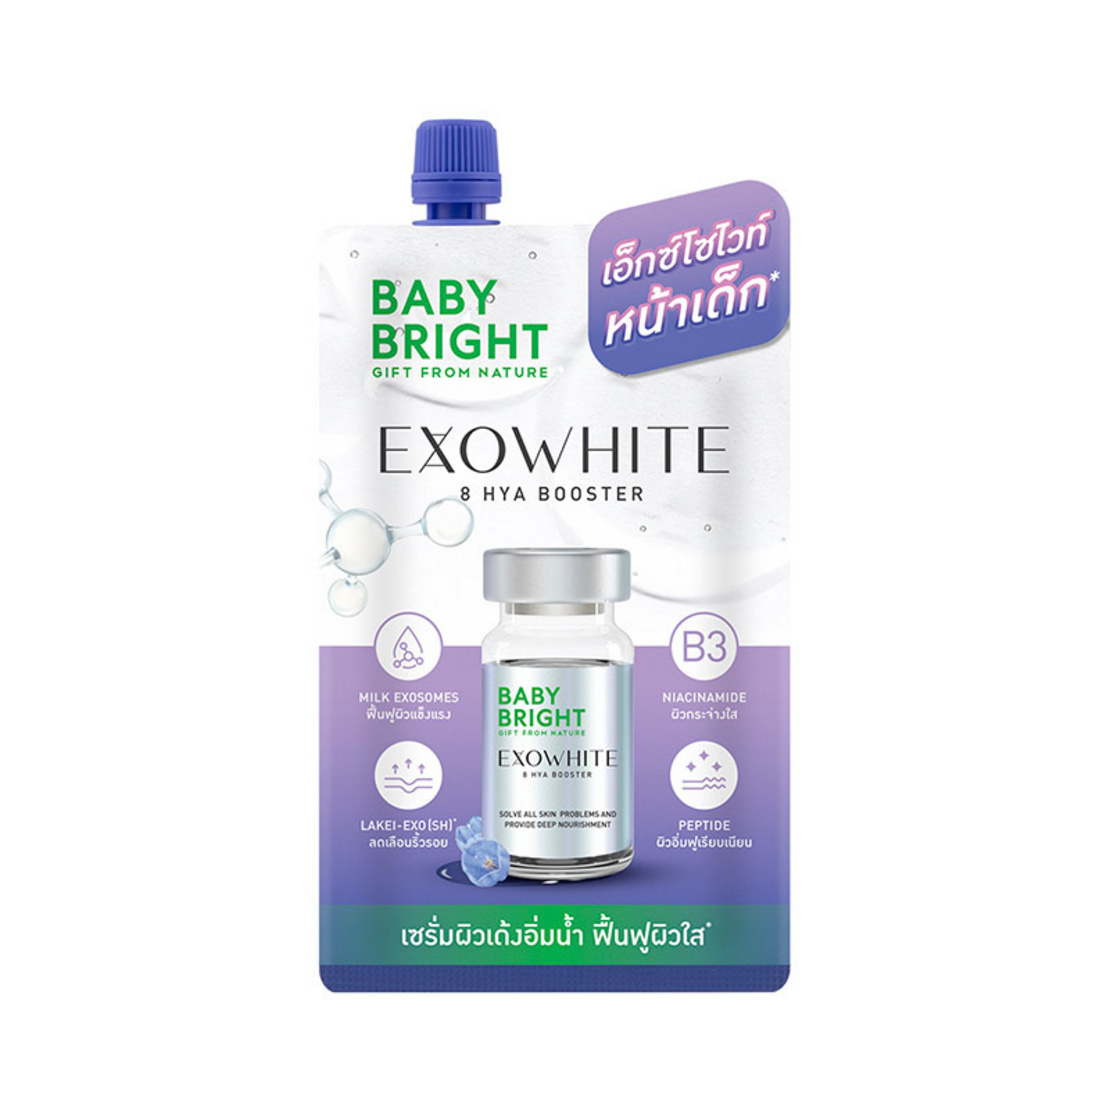 เอ็กซ์โซไวท์
หน้าเด็ก*
BABY
BRIGHT
GIFT FROM NATURE
EXOWHITE
8 HYA BOOSTER
MILK EXOSOMES
ฟื้นฟูผิวแข็งแรง
B3
NIACINAMIDE
ผิวกระจ่างใส
LAKEI-EXO (SH)*
ลดเลือนริ้วรอย
PEPTIDE
ผิวอิ่มฟูเรียบเนียน
BABY
BRIGHT
GIFT FROM NATURE
EXOWHITE
8 HYA BOOSTER
SOLVE ALL SKIN PROBLEMS AND
PROVIDE DEEP NOURISHMENT
เซรั่มผิวเด้งอิ่มน้ำ ฟื้นฟูผิวใส*